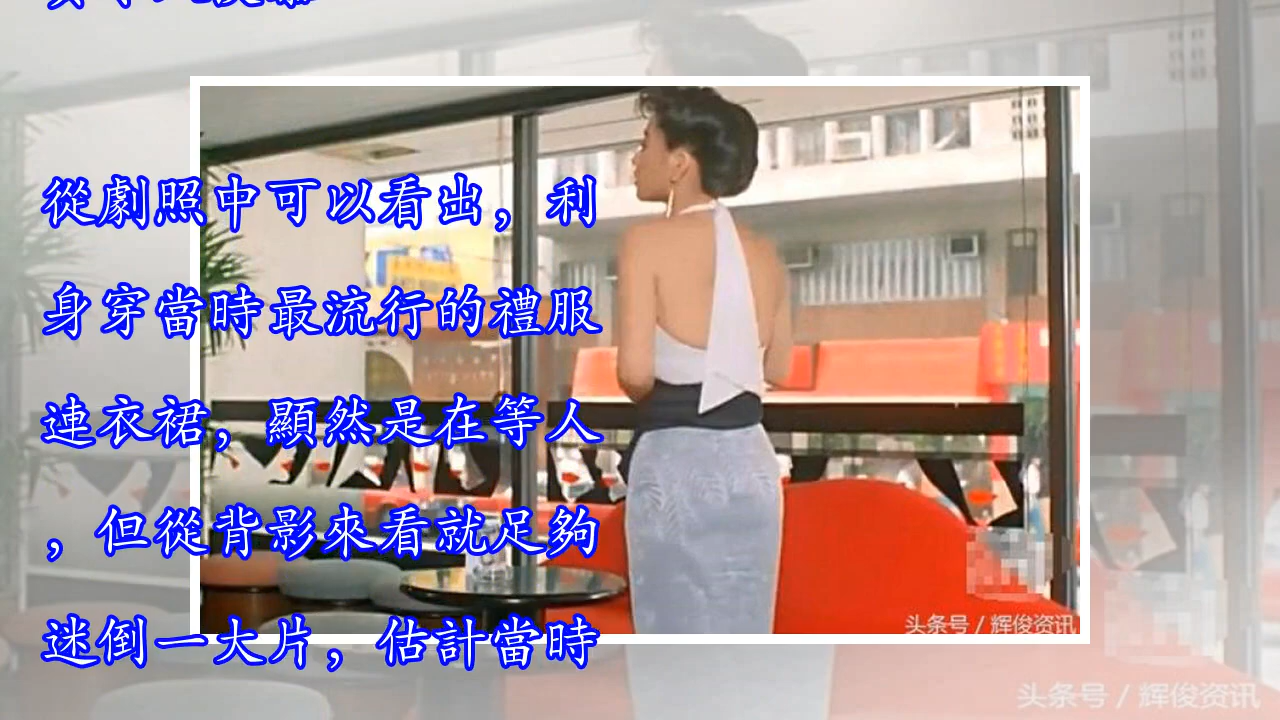 從劇照中可以看出，利
身穿當時最流行的禮服
連衣裙，顯然是在等人
，但從背影來看就足夠
迷倒一大片，估計當時
头条号 / 辉俊资讯
头条号 / 辉俊资讯